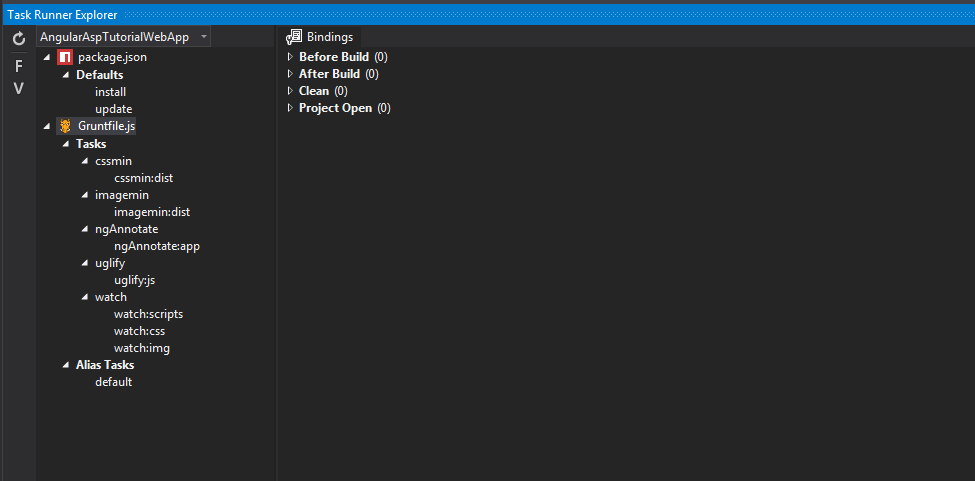 Task Runner Explorer
AngularAspTutorialWebApp
F
V
package.json
Defaults
install
update
Gruntfile.js
Tasks
cssmin
cssmin:dist
imagemin
imagemin:dist
ngAnnotate
ngAnnotate:app
uglify
uglify:js
watch
watch:scripts
watch:css
watch:img
Alias Tasks
default
Bindings
Before Build (0)
After Build (0)
Clean (0)
Project Open (0)